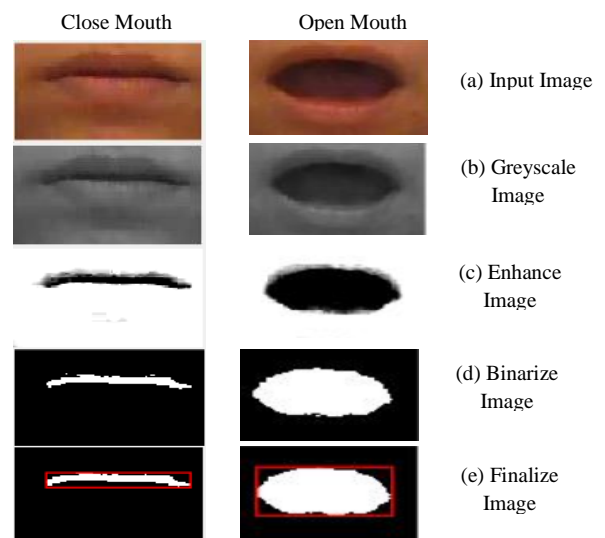 Close Mouth
Open Mouth
(a) Input Image
(b) Greyscale
Image
(c) Enhance
Image
(d) Binarize
Image
(e) Finalize
Image